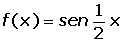 f(x) = sen 1/2 x